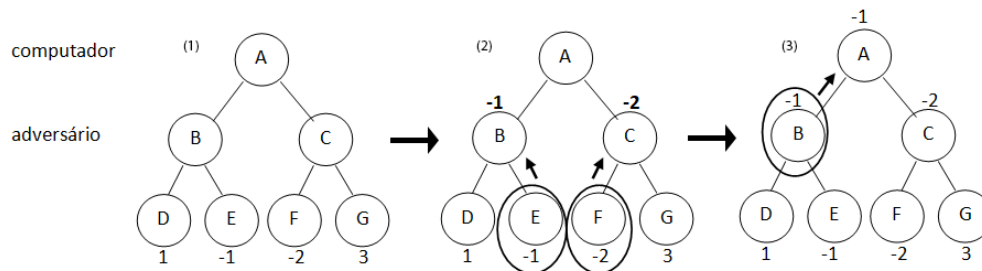 computador
adversário
(1)
A
B C
D E F G
1 -1 -2 3
(2)
A
-1 -2
B C
D E F G
1 -1 -2 3
(3)
-1
A
-1 -2
B C
D E F G
1 -1 -2 3